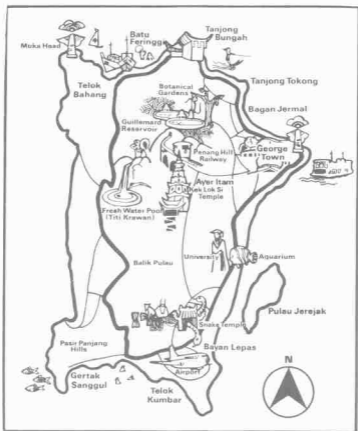 Muka Head
Batu
Feringgi
Tanjong
Bungah
Telok
Bahang
Tanjong Tokong
Botanical
Gardens
Bagan Jermal
Guillemard
Reservour
Penang Hill
Railway
George
Town
Ayer Itam
Kek Lok Si
Temple
Fresh Water Pool
(Titi Krawan)
Balik Pulau
University
Aquarium
Pulau Jerejak
Snake Temple
Pasir Panjang
Hills
Bayan Lepas
Airport
Gertak
Sanggul
Telok
Kumbar
N